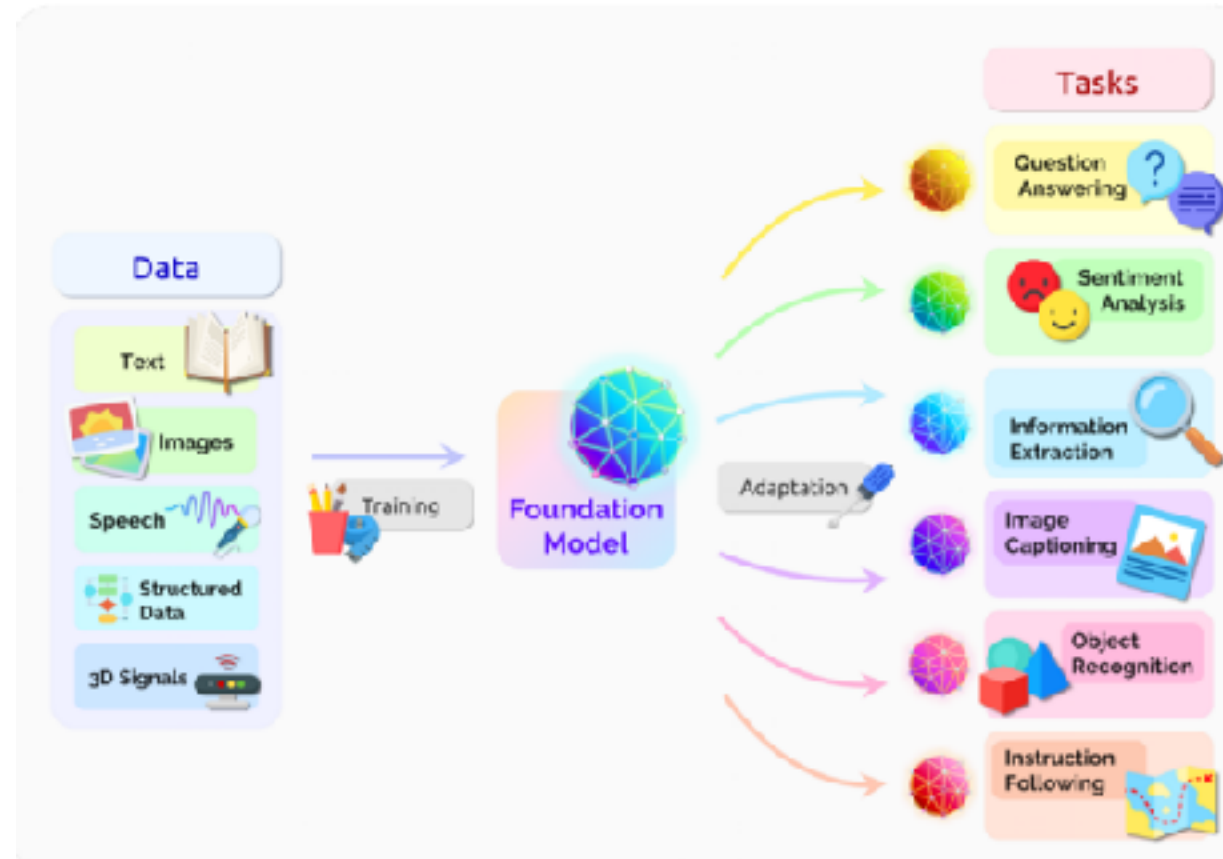 Data
Text
Images
Speech
Structured
Data
3D Signals
Training
Foundation
Model
Adaptation
Tasks
Question
Answering
Sentiment
Analysis
Information
Extraction
Image
Captioning
Object
Recognition
Instruction
Following